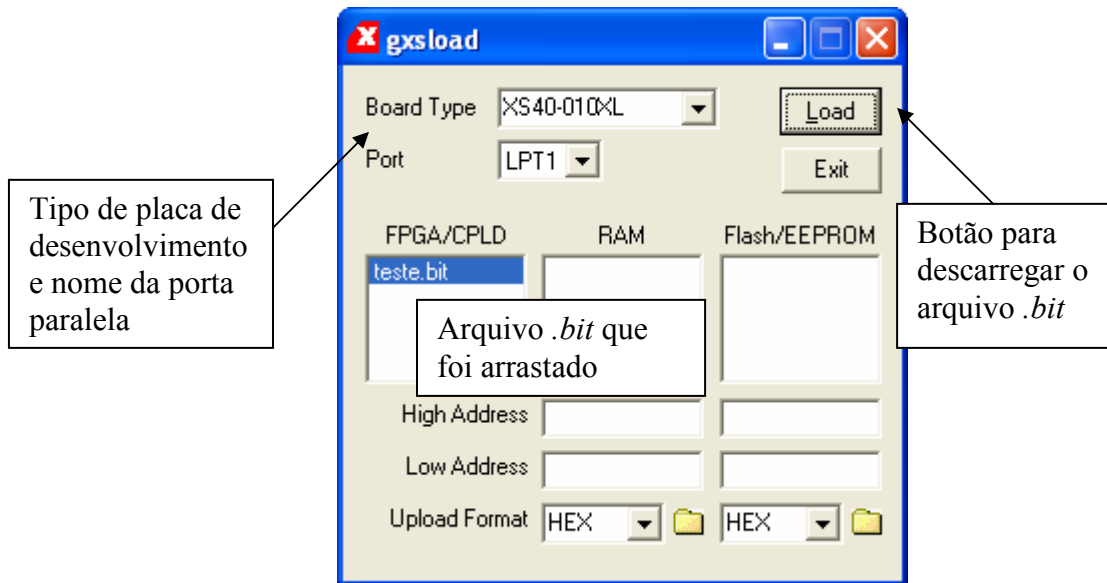 gxsload
Board Type XS40-010XL Load
Port LPT1 Exit
Tipo de placa de
desenvolvimento
e nome da porta
paralela
FPGA/CPLD RAM Flash/EEPROM
teste.bit
Arquivo .bit que
foi arrastado
Botão para
descarregar o
arquivo .bit
High Address
Low Address
Upload Format HEX HEX